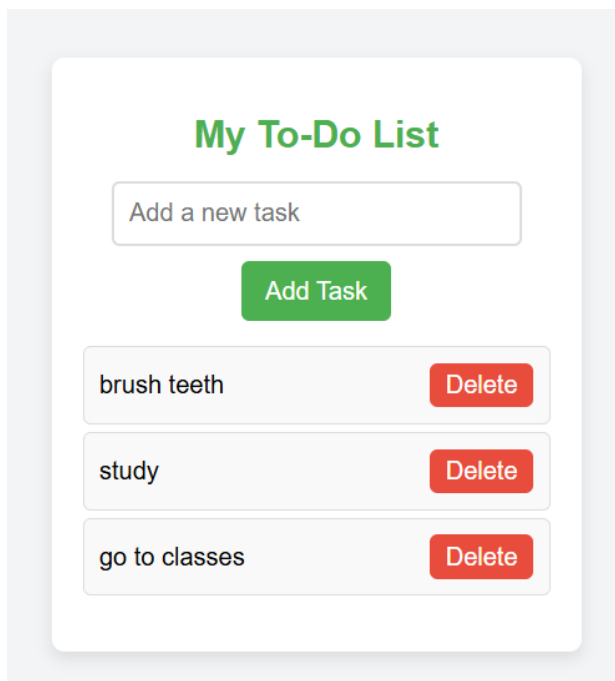 My To-Do List
Add a new task
Add Task
brush teeth Delete
study Delete
go to classes Delete